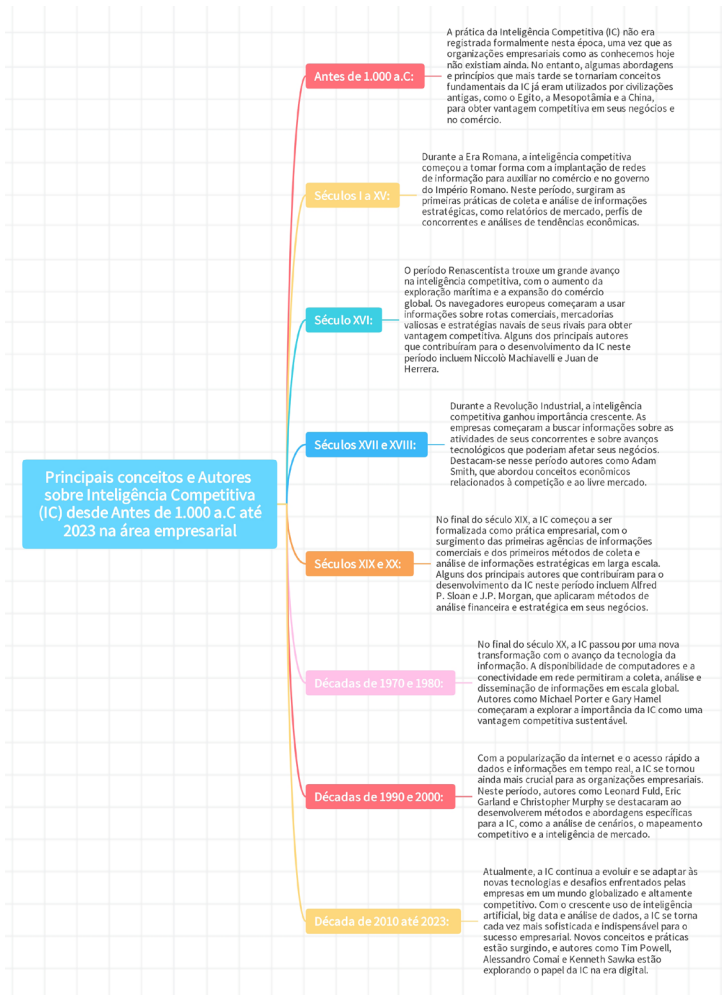 Principais conceitos e Autores
sobre Inteligência Competitiva
(IC) desde Antes de 1.000 a.C até
2023 na área empresarial
Antes de 1.000 a.C:
A prática da Inteligência Competitiva (IC) não era
registrada formalmente nesta época, uma vez que as
organizações empresariais como as conhecemos hoje
não existiam ainda. No entanto, algumas abordagens
e princípios que mais tarde se tornariam conceitos
fundamentais da IC já eram utilizados por civilizações
antigas, como o Egito, a Mesopotâmia e a China,
para obter vantagem competitiva em seus negócios e
no comércio.
Séculos I a XV:
Durante a Era Romana, a inteligência competitiva
começou a tomar forma com a implantação de redes
de informação para auxiliar no comércio e no governo
do Império Romano. Neste período, surgiram as
primeiras práticas de coleta e análise de informações
estratégicas, como relatórios de mercado, perfis de
concorrentes e análises de tendências econômicas.
Século XVI:
O período Renascentista trouxe um grande avanço
na inteligência competitiva, com o aumento da
exploração marítima e a expansão do comércio
global. Os navegadores europeus começaram a usar
informações sobre rotas comerciais, mercadorias
valiosas e estratégias navais de seus rivais para obter
vantagem competitiva. Alguns dos principais autores
que contribuíram para o desenvolvimento da IC neste
período incluem Niccolò Machiavelli e Juan de
Herrera.
Séculos XVII e XVIII:
Durante a Revolução Industrial, a inteligência
competitiva ganhou importância crescente. As
empresas começaram a buscar informações sobre as
atividades de seus concorrentes e sobre avanços
tecnológicos que poderiam afetar seus negócios.
Destacam-se nesse período autores como Adam
Smith, que abordou conceitos econômicos
relacionados à competição e ao livre mercado.
Séculos XIX e XX:
No final do século XIX, a IC começou a ser
formalizada como prática empresarial, com o
surgimento das primeiras agências de informações
comerciais e dos primeiros métodos de coleta e
análise de informações estratégicas em larga escala.
Alguns dos principais autores que contribuíram para o
desenvolvimento da IC neste período incluem Alfred
P. Sloan e J.P. Morgan, que aplicaram métodos de
análise financeira e estratégica em seus negócios.
Décadas de 1970 e 1980:
No final do século XX, a IC passou por uma nova
transformação com o avanço da tecnologia da
informação. A disponibilidade de computadores e a
conectividade em rede permitiram a coleta, análise e
disseminação de informações em escala global.
Autores como Michael Porter e Gary Hamel
começaram a explorar a importância da IC como uma
vantagem competitiva sustentável.
Décadas de 1990 e 2000:
Com a popularização da internet e o acesso rápido a
dados e informações em tempo real, a IC se tornou
ainda mais crucial para as organizações empresariais.
Neste período, autores como Leonard Fuld, Eric
Garland e Christopher Murphy se destacaram ao
desenvolverem métodos e abordagens específicas
para a IC, como a análise de cenários, o mapeamento
competitivo e a inteligência de mercado.
Década de 2010 até 2023:
Atualmente, a IC continua a evoluir e se adaptar às
novas tecnologias e desafios enfrentados pelas
empresas em um mundo globalizado e altamente
competitivo. Com o crescente uso de inteligência
artificial, big data e análise de dados, a IC se torna
cada vez mais sofisticada e indispensável para o
sucesso empresarial. Novos conceitos e práticas
estão surgindo, e autores como Tim Powell,
Alessandro Comai e Kenneth Sawka estão
explorando o papel da IC na era digital.